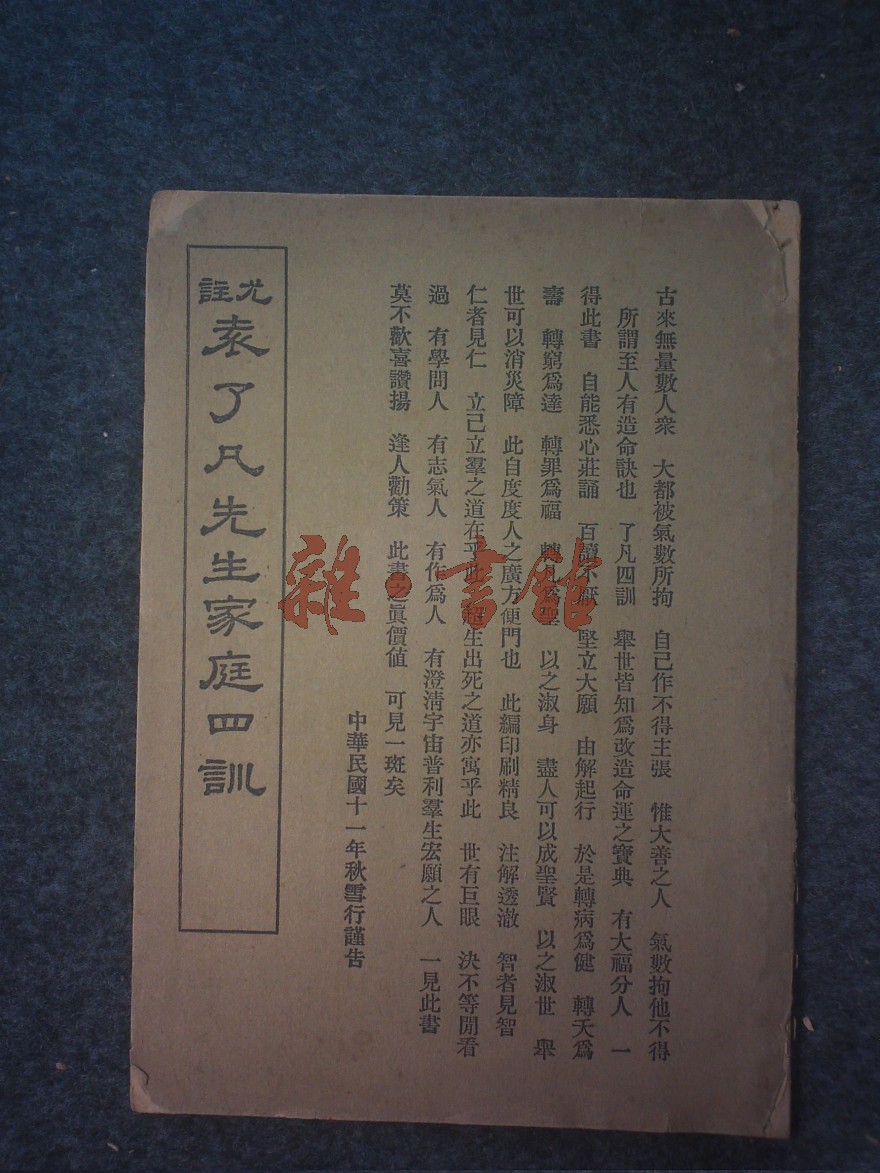 古來無量數人衆　大都被氣數所拘　自己作不得主張　惟大善之人　氣數拘他不得
所謂至人有造命訣也　了凡四訓　舉世皆知爲改造命運之寶典　有大福分人　一
得此書　自能悉心莊誦　百讀不厭　堅立大願　由解起行　於是轉病爲健　轉夭爲
壽　轉窮爲達　轉罪爲福　轉凡爲聖　以之淑身　盡人可以成聖賢　以之淑世　舉
世可以消災障　此自度度人之廣方便門也　此編印刷精良　注解透澈　智者見智
仁者見仁　立己立羣之道在乎此　超生出死之道亦寓乎此　世有巨眼　決不等閒看
過　有學問人　有志氣人　有作爲人　有澄清宇宙普利羣生宏願之人　一見此書
莫不歡喜讚揚　逢人勸策　此書之眞價値　可見一斑矣
中華民國十一年秋雪行謹告
尤註袁了凡先生家庭四訓
雜·書館